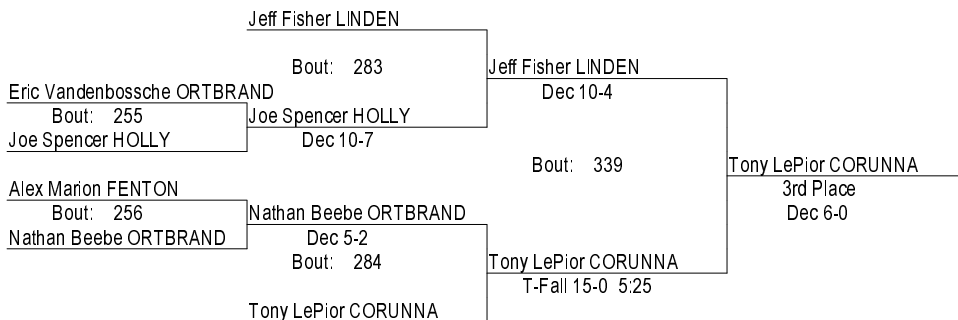 Jeff Fisher LINDEN
Bout: 283
Jeff Fisher LINDEN
Eric Vandenbossche ORTBRAND
Dec 10-4
Bout: 255
Joe Spencer HOLLY
Joe Spencer HOLLY
Dec 10-7
Bout: 339
Tony LePior CORUNNA
Alex Marion FENTON
3rd Place
Bout: 256
Nathan Beebe ORTBRAND
Dec 6-0
Nathan Beebe ORTBRAND
Dec 5-2
Bout: 284
Tony LePior CORUNNA
T-Fall 15-0 5:25
Tony LePior CORUNNA